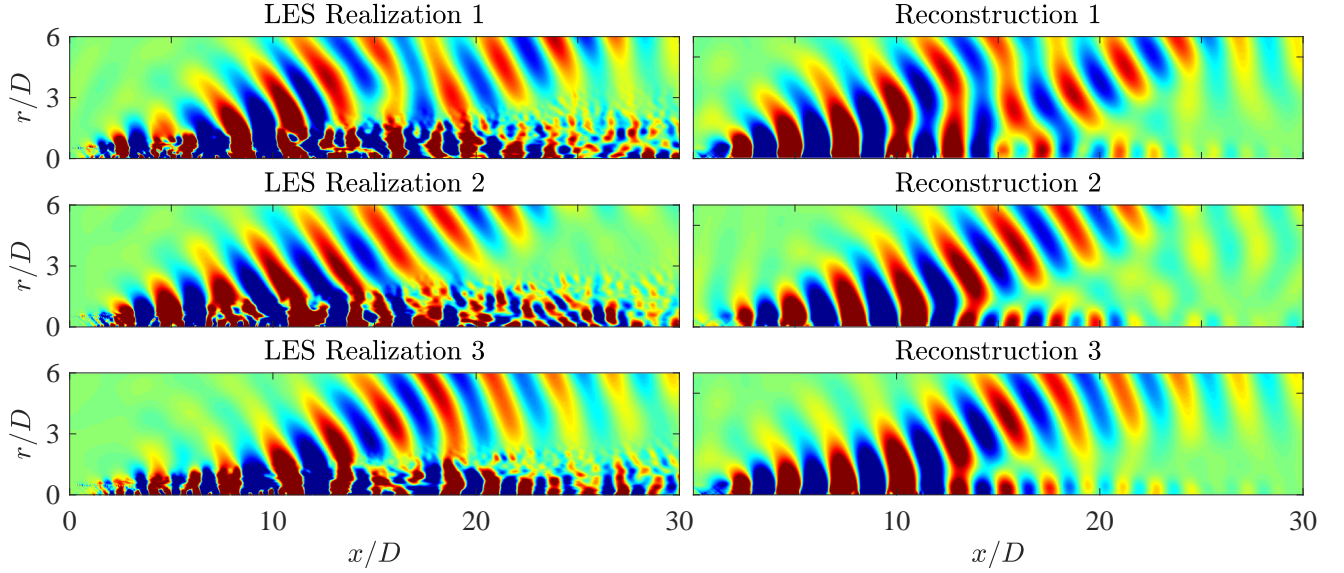 LES Realization 1 Reconstruction 1
6
r/D
3
0
LES Realization 2 Reconstruction 2
6
r/D
3
0
LES Realization 3 Reconstruction 3
6
r/D
3
0
0 10 20 30 10 20 30
x/D x/D